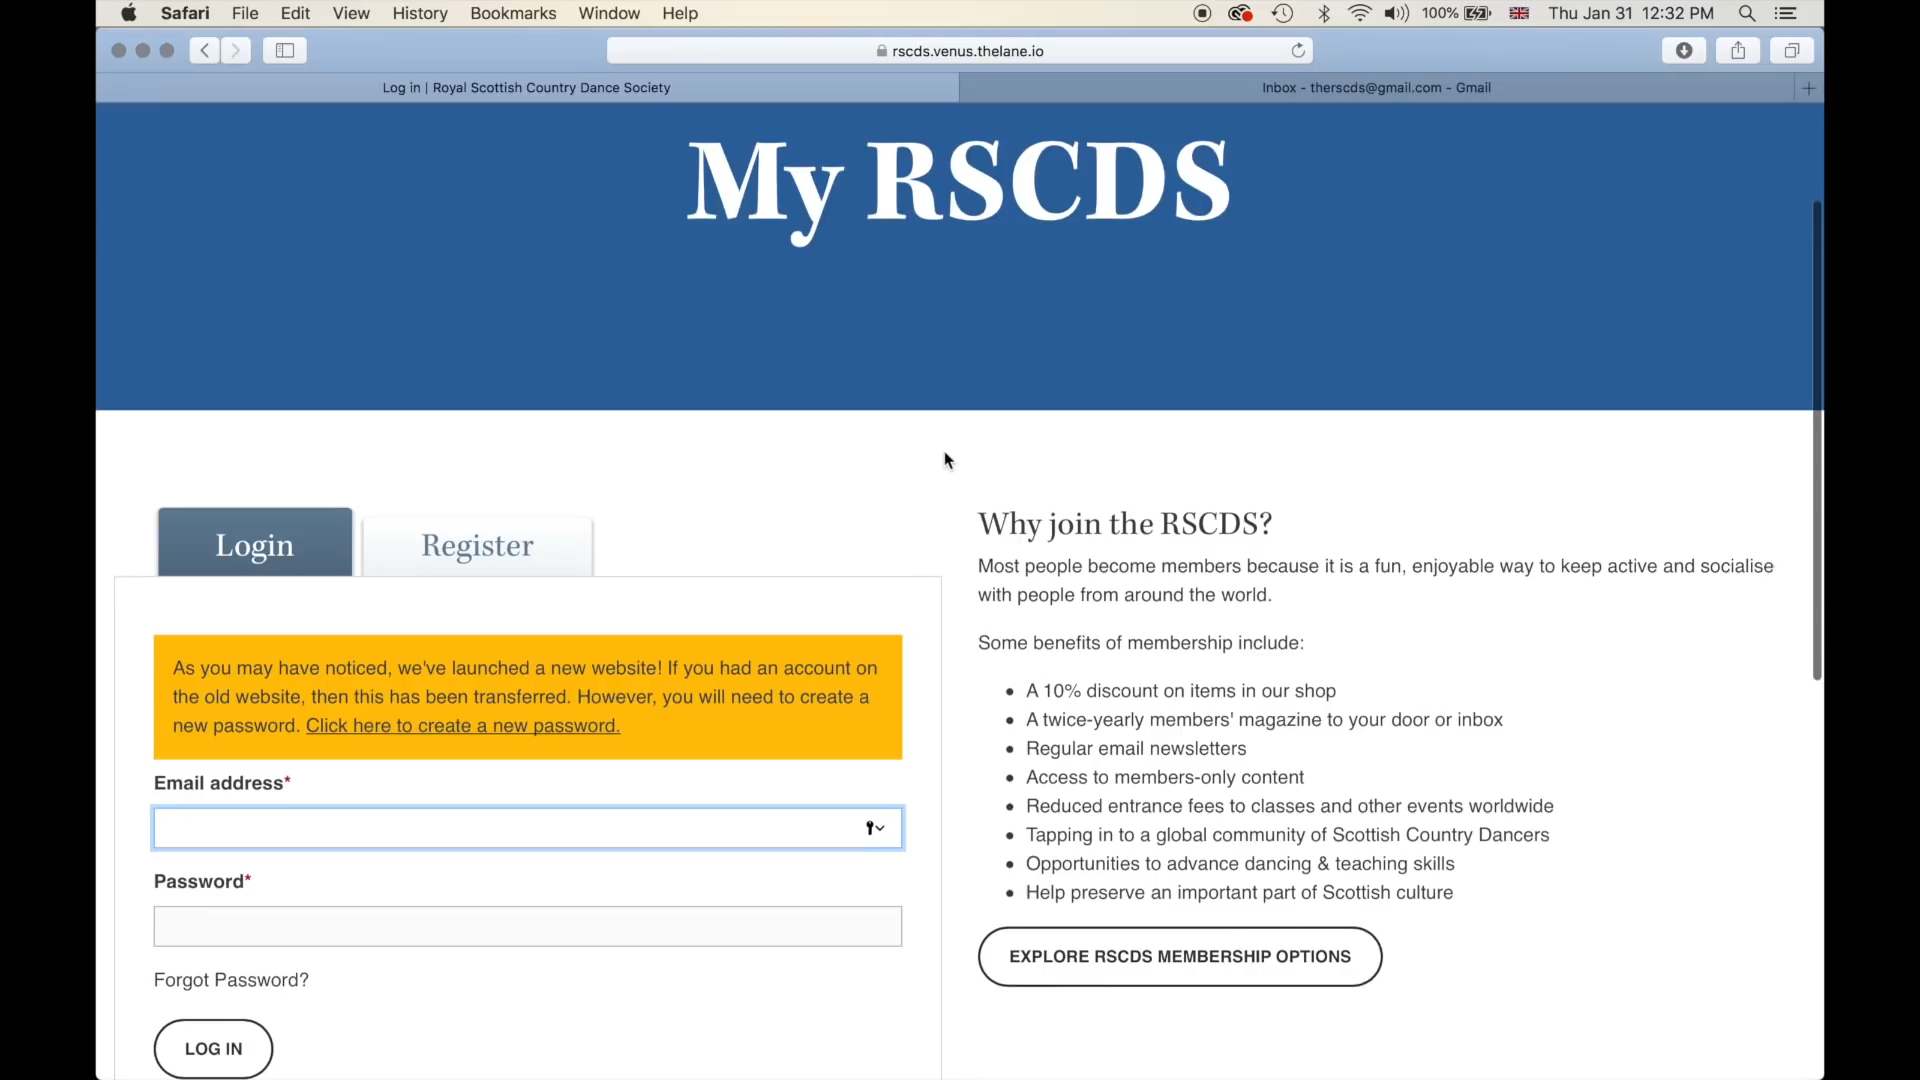 Safari File Edit View History Bookmarks Window Help 100% Thu Jan 31 12:32 PM
rscds.venus.thelane.io
Log in | Royal Scottish Country Dance Society
Inbox - therscds@gmail.com - Gmail
My RSCDS
Login
Register
As you may have noticed, we've launched a new website! If you had an account on
the old website, then this has been transferred. However, you will need to create a
new password. Click here to create a new password.
Email address*
Password*
Forgot Password?
LOG IN
Why join the RSCDS?
Most people become members because it is a fun, enjoyable way to keep active and socialise
with people from around the world.
Some benefits of membership include:
• A 10% discount on items in our shop
• A twice-yearly members' magazine to your door or inbox
• Regular email newsletters
• Access to members-only content
• Reduced entrance fees to classes and other events worldwide
• Tapping in to a global community of Scottish Country Dancers
• Opportunities to advance dancing & teaching skills
• Help preserve an important part of Scottish culture
EXPLORE RSCDS MEMBERSHIP OPTIONS